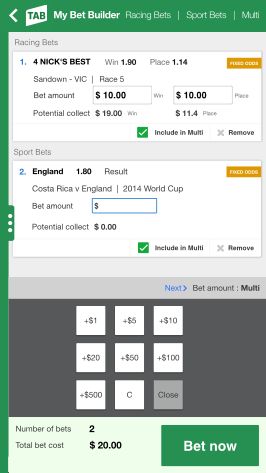 TAB My Bet Builder Racing Bets | Sport Bets | Multi
Racing Bets
1. 4 NICK'S BEST Win 1.90 Place 1.14 FIXED ODDS
Sandown - VIC | Race 5
Bet amount $ 10.00 Win $ 10.00 Place
Potential collect $ 19.00 Win $ 11.4 Place
Include in Multi × Remove
Sport Bets
2. England 1.80 Result FIXED ODDS
Costa Rica v England | 2014 World Cup
Bet amount $
Potential collect $ 0.00
Include in Multi × Remove
Next Bet amount : Multi
+$1 +$5 +$10
+$20 +$50 +$100
+$500 C Close
Number of bets 2
Total bet cost $ 20.00
Bet now